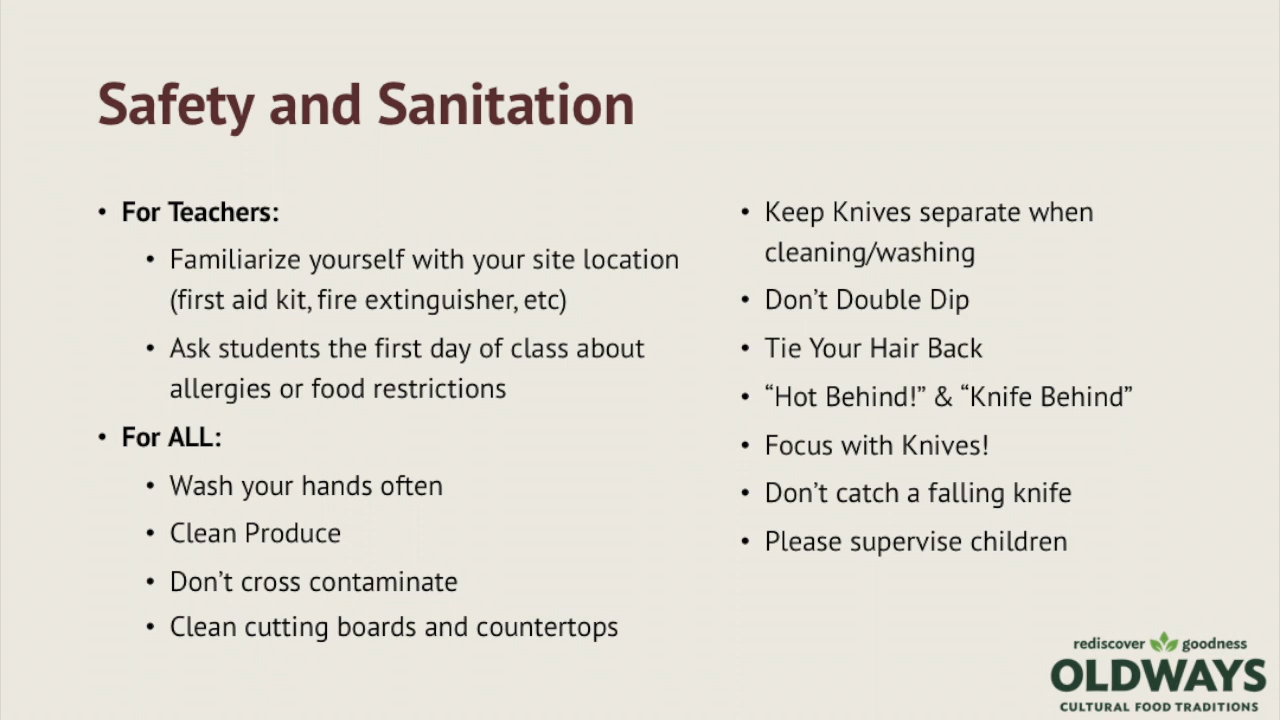 Safety and Sanitation
• For Teachers:
• Familiarize yourself with your site location
(first aid kit, fire extinguisher, etc)
• Ask students the first day of class about
allergies or food restrictions
• For ALL:
• Wash your hands often
• Clean Produce
• Don’t cross contaminate
• Clean cutting boards and countertops
• Keep Knives separate when
cleaning/washing
• Don’t Double Dip
• Tie Your Hair Back
• “Hot Behind!” & “Knife Behind”
• Focus with Knives!
• Don’t catch a falling knife
• Please supervise children
rediscover goodness
OLDWAYS
CULTURAL FOOD TRADITIONS